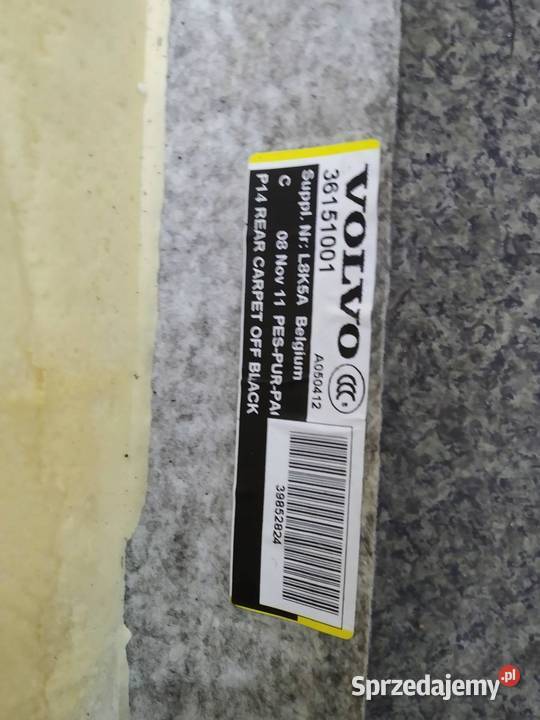 VOLVO
CCC S
36151001
A050412
Suppl. Nr: L8K5A Belgium
C 08 Nov 11 PES-PUR-PA
P14 REAR CARPET OFF BLACK
39852824
Sprzedajemy.pl